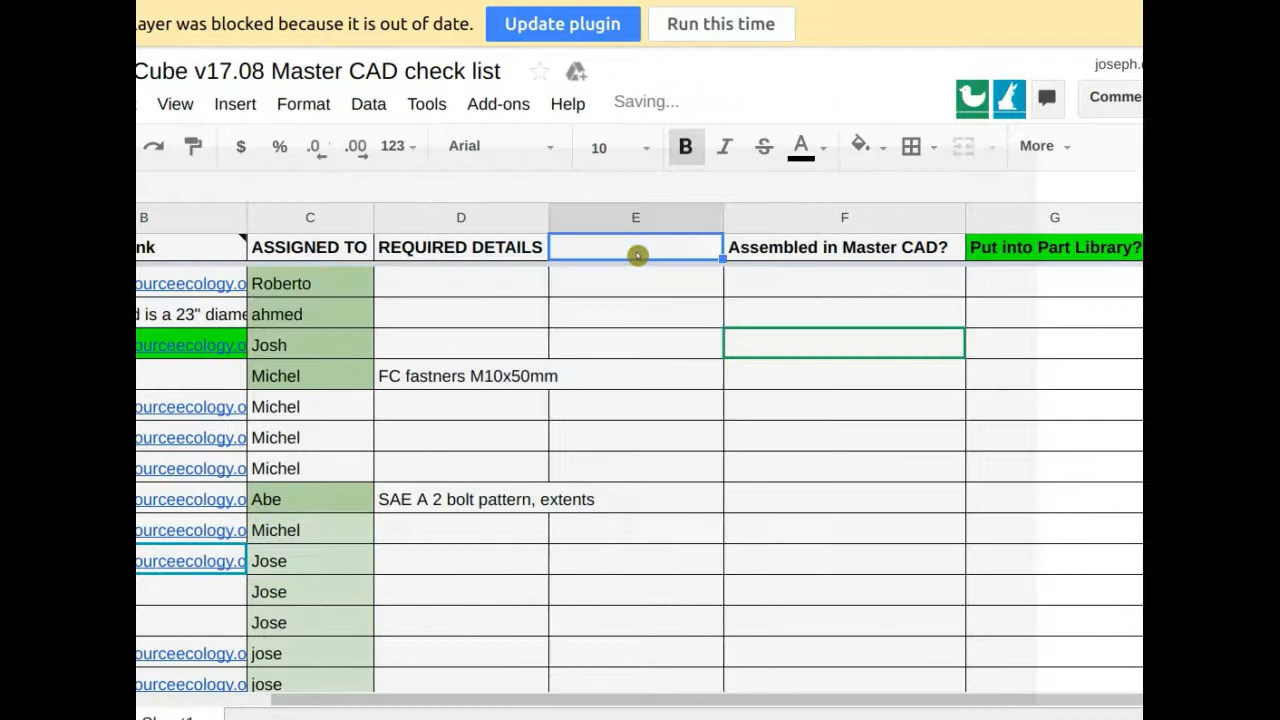 ayer was blocked because it is out of date. Update plugin Run this time
Cube v17.08 Master CAD check list
joseph.
View Insert Format Data Tools Add-ons Help Saving... Comme
$ % .0 .00 123 Arial 10 B I S A More
B C D E F G
nk ASSIGNED TO REQUIRED DETAILS Assembled in Master CAD? Put into Part Library?
ourceecology.o Roberto
d is a 23" diame ahmed
ourceecology.o Josh
Michel FC fastners M10x50mm
ourceecology.o Michel
ourceecology.o Michel
ourceecology.o Michel
ourceecology.o Abe SAE A 2 bolt pattern, extents
ourceecology.o Michel
ourceecology.o Jose
Jose
Jose
ourceecology.o jose
ourceecology.o jose